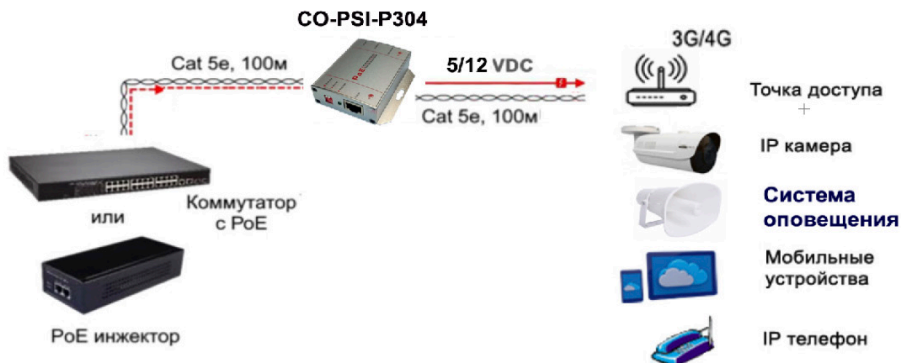 CO-PSI-P304
3G/4G
Cat 5e, 100м
5/12 VDC
Cat 5e, 100м
PoE
Точка доступа
IP камера
Коммутатор
с PoE
или
Система
оповещения
Мобильные
устройства
PoE инжектор
IP телефон